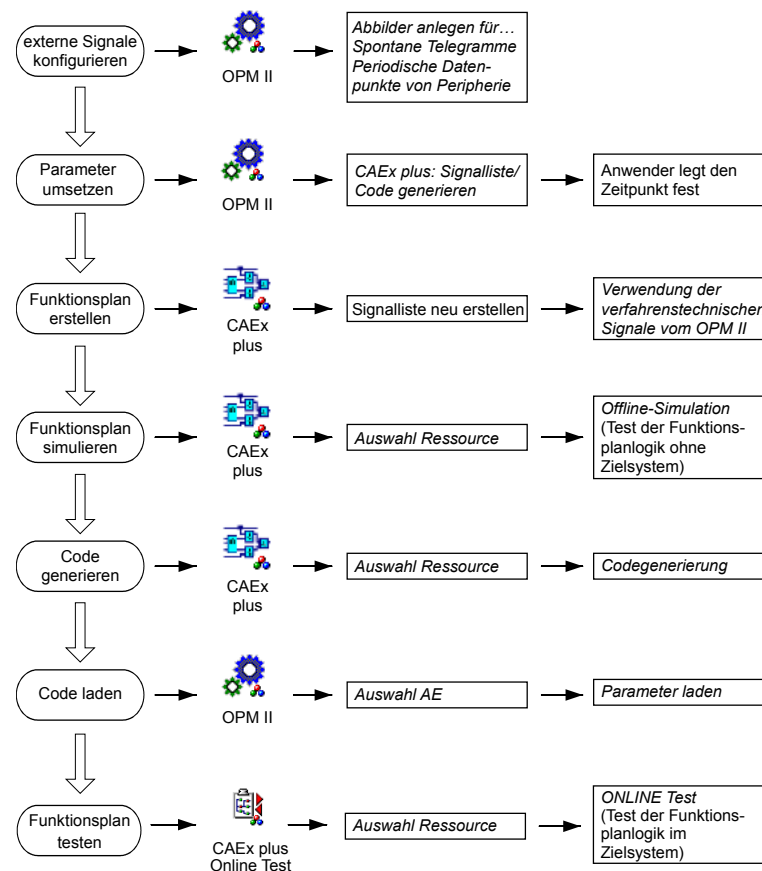 externe Signale
konfigurieren
OPM II
Abbilder anlegen für…
Spontane Telegramme
Periodische Daten-
punkte von Peripherie
Parameter
umsetzen
OPM II
CAEx plus: Signalliste/
Code generieren
Anwender legt den
Zeitpunkt fest
Funktionsplan
erstellen
CAEx
plus
Signalliste neu erstellen
Verwendung der
verfahrenstechnischer
Signale vom OPM II
Funktionsplan
simulieren
CAEx
plus
Auswahl Ressource
Offline-Simulation
(Test der Funktions-
planlogik ohne
Zielsystem)
Code
generieren
CAEx
plus
Auswahl Ressource
Codegenerierung
Code laden
OPM II
Auswahl AE
Parameter laden
Funktionsplan
testen
CAEx plus
Online Test
Auswahl Ressource
ONLINE Test
(Test der Funktions-
planlogik im
Zielsystem)